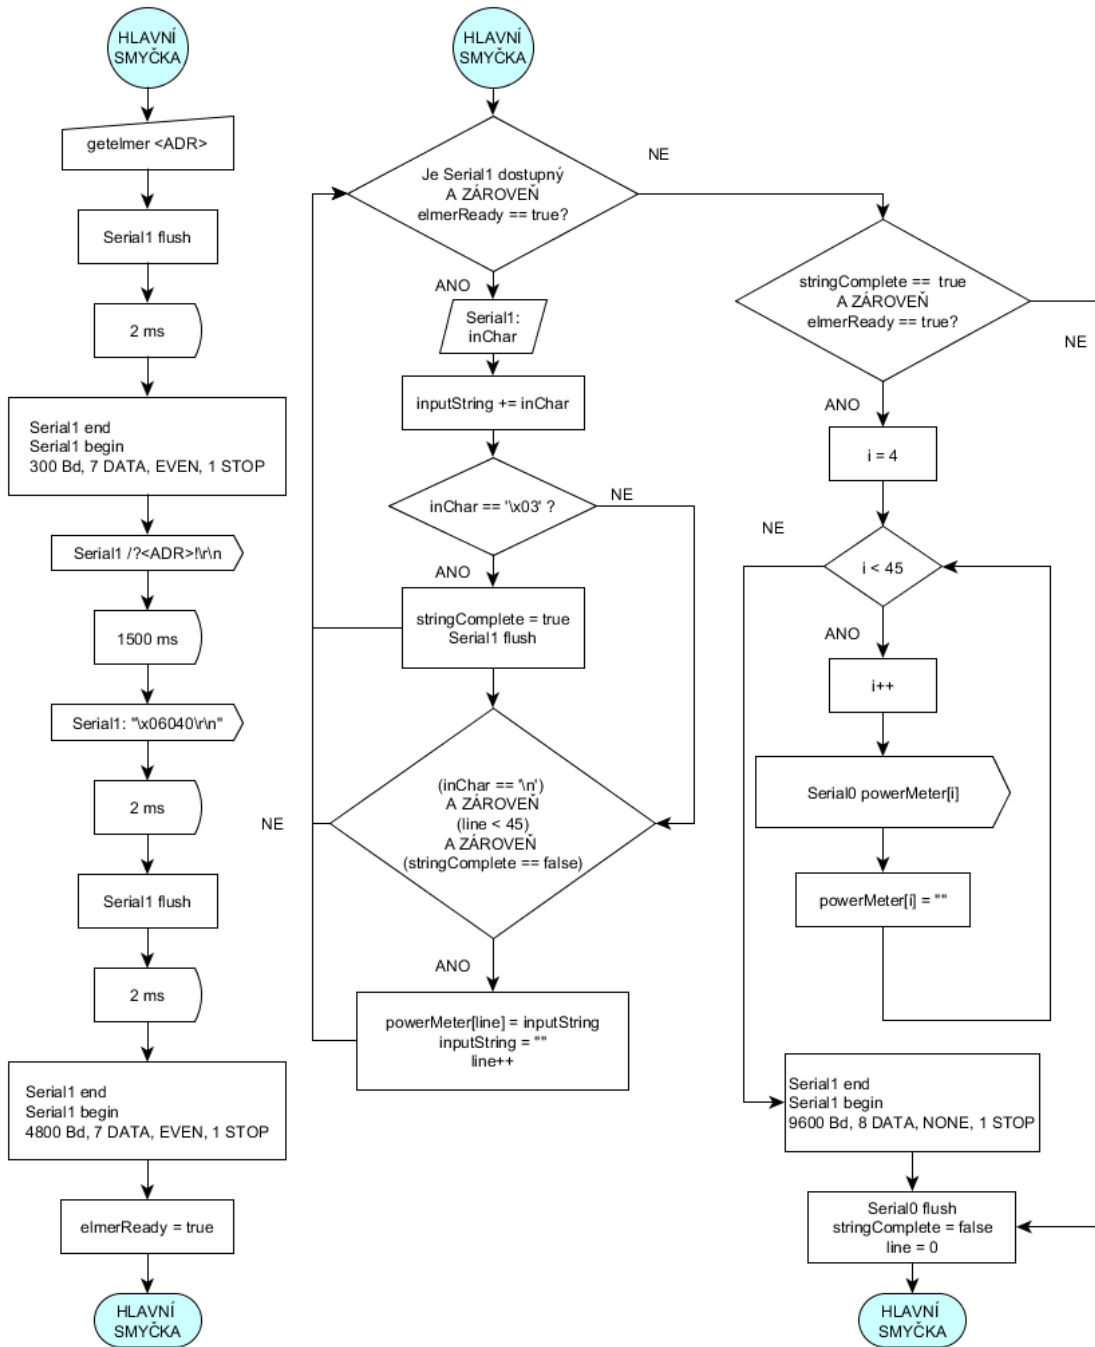 HLAVNÍ
SMYČKA
getelmer <ADR>
Serial1 flush
2 ms
Serial1 end
Serial1 begin
300 Bd, 7 DATA, EVEN, 1 STOP
Serial1 /?<ADR>!\r\n
1500 ms
Serial1: "\x06040\r\n"
2 ms
Serial1 flush
2 ms
Serial1 end
Serial1 begin
4800 Bd, 7 DATA, EVEN, 1 STOP
elmerReady = true
HLAVNÍ
SMYČKA
HLAVNÍ
SMYČKA
Je Serial1 dostupný
A ZÁROVEŇ
elmerReady == true?
NE
ANO
Serial1:
inChar
inputString += inChar
inChar == '\x03' ?
NE
ANO
stringComplete = true
Serial1 flush
(inChar == '\n')
A ZÁROVEŇ
(line < 45)
A ZÁROVEŇ
(stringComplete == false)
NE
ANO
powerMeter[line] = inputString
inputString = ""
line++
stringComplete == true
A ZÁROVEŇ
elmerReady == true?
NE
ANO
i = 4
NE
i < 45
ANO
i++
Serial0 powerMeter[i]
powerMeter[i] = ""
Serial1 end
Serial1 begin
9600 Bd, 8 DATA, NONE, 1 STOP
Serial0 flush
stringComplete = false
line = 0
HLAVNÍ
SMYČKA